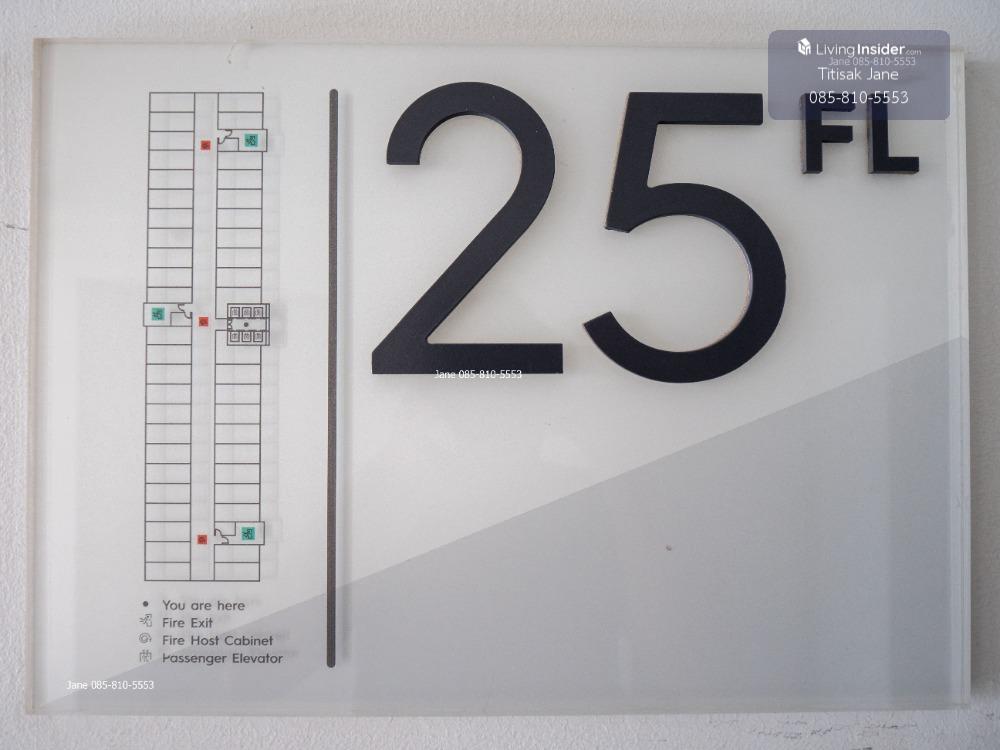 LivingInsider.com
Jane 085-810-5553
Titisak Jane
085-810-5553
25 FL
Jane 085-810-5553
You are here
Fire Exit
Fire Host Cabinet
Passenger Elevator
Jane 085-810-5553